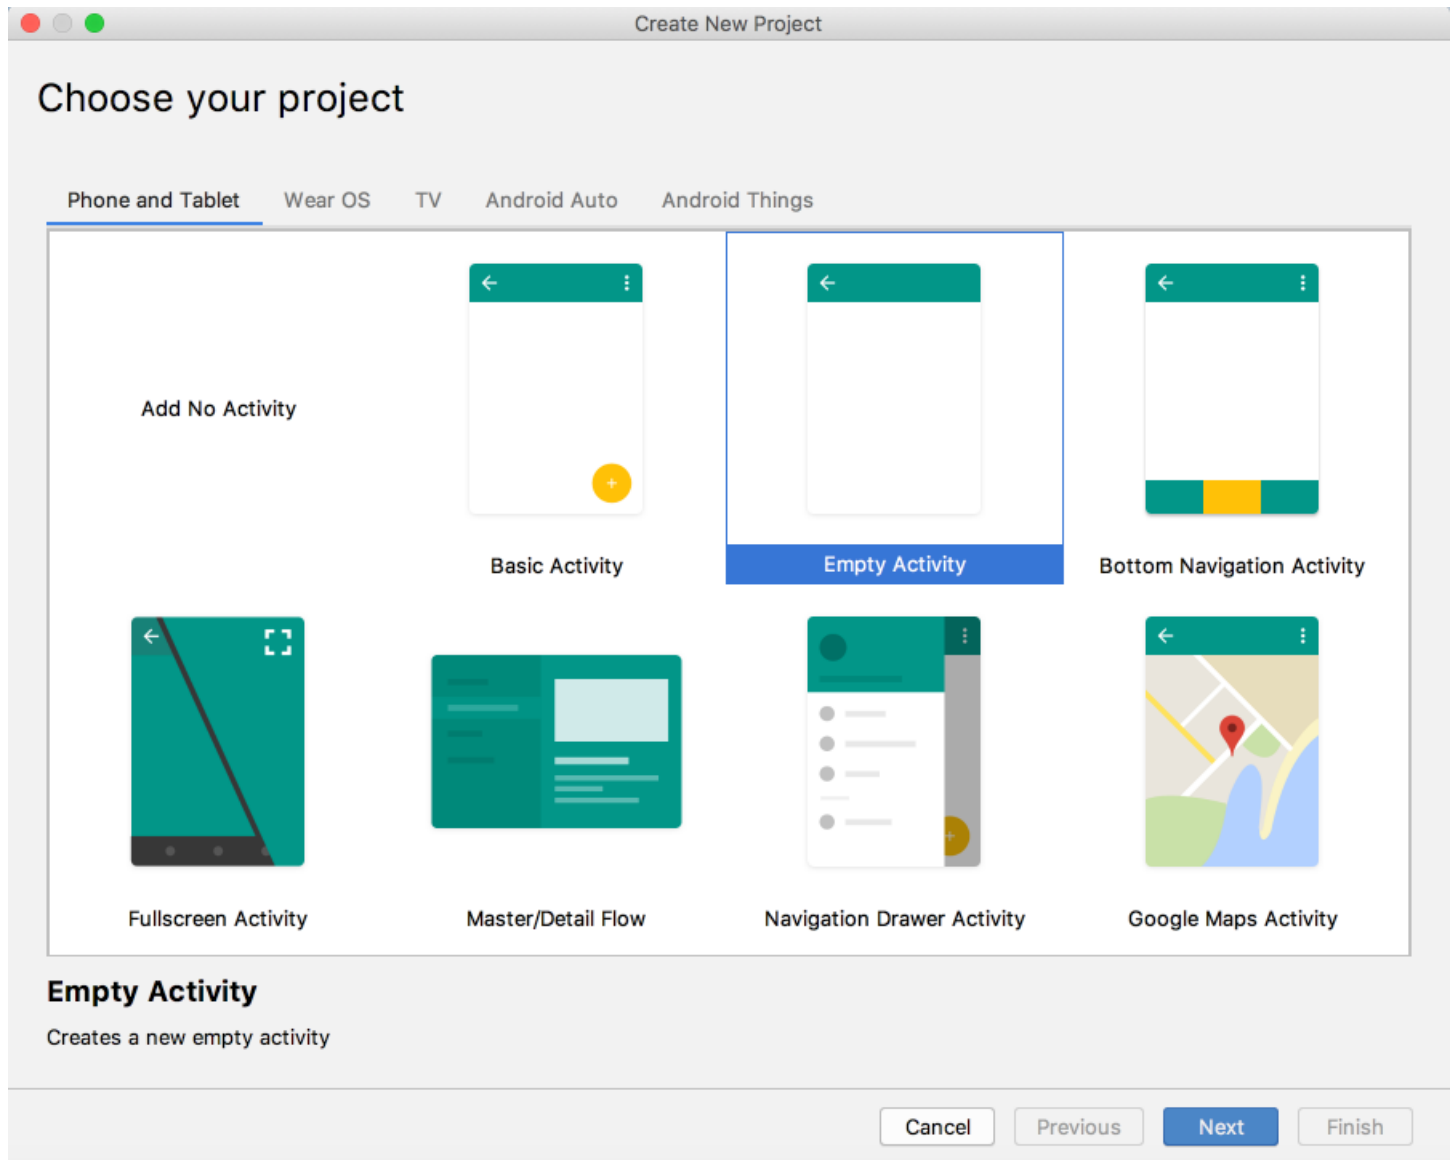 Create New Project
Choose your project
Phone and Tablet Wear OS TV Android Auto Android Things
Add No Activity
Basic Activity
Empty Activity
Bottom Navigation Activity
Fullscreen Activity
Master/Detail Flow
Navigation Drawer Activity
Google Maps Activity
Empty Activity
Creates a new empty activity
Cancel Previous Next Finish